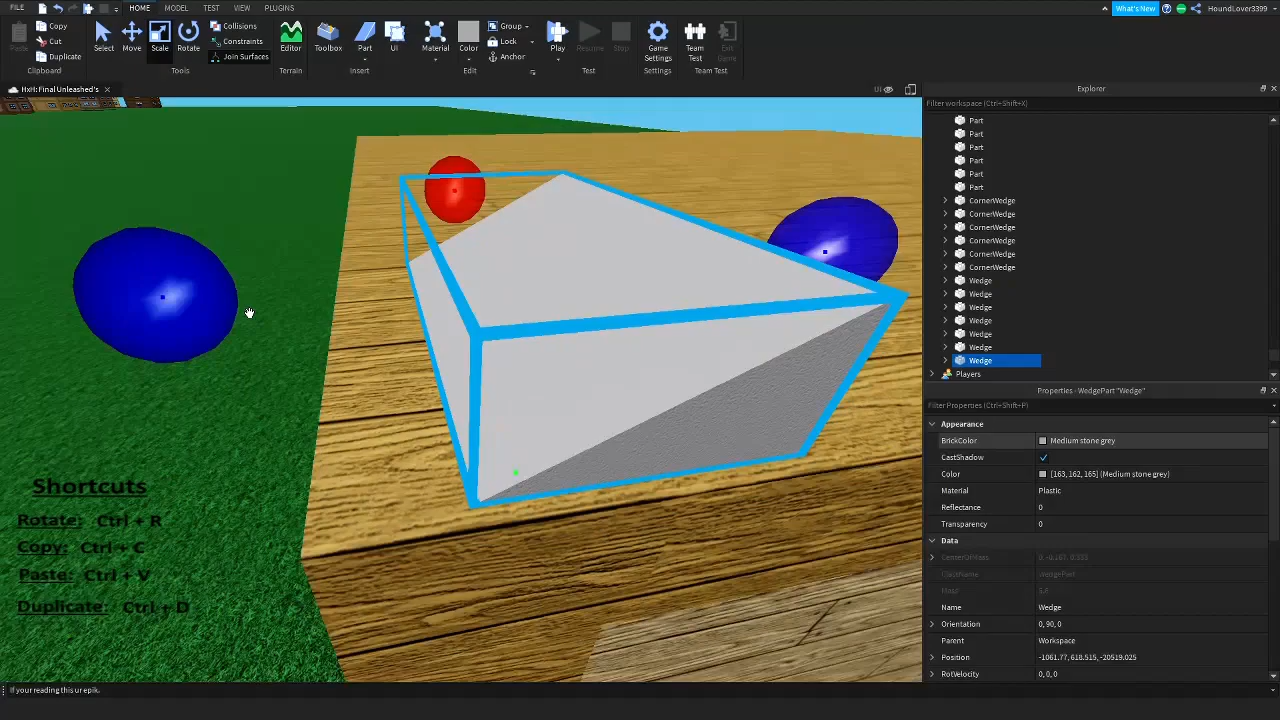 FILE HOME MODEL TEST VIEW PLUGINS What's New HoundLover3399
Paste Copy Cut Duplicate Select Move Scale Rotate Collisions Constraints Join Surfaces Editor Toolbox Part UI Material Color Group Lock Anchor Play Resume Stop Game Settings Team Test Exit Game
Clipboard Tools Terrain Insert Edit Test Settings Team Test
HxH: Final Unleashed's
UI
Explorer
Filter workspace (Ctrl+Shift+X)
Part
Part
Part
Part
Part
Part
CornerWedge
CornerWedge
CornerWedge
CornerWedge
CornerWedge
CornerWedge
Wedge
Wedge
Wedge
Wedge
Wedge
Wedge
Wedge
Players
Properties - WedgePart "Wedge"
Filter Properties (Ctrl+Shift+P)
Appearance
BrickColor Medium stone grey
CastShadow
Color [163, 162, 165] (Medium stone grey)
Material Plastic
Reflectance 0
Transparency 0
Data
CenterOfMass 0, -0.167, 0.333
ClassName WedgePart
Mass 5.6
Name Wedge
Orientation 0, 90, 0
Parent Workspace
Position -1061.77, 618.515, -20519.025
RotVelocity 0, 0, 0
Shortcuts
Rotate: Ctrl + R
Copy: Ctrl + C
Paste: Ctrl + V
Duplicate: Ctrl + D
If your reading this ur epik.